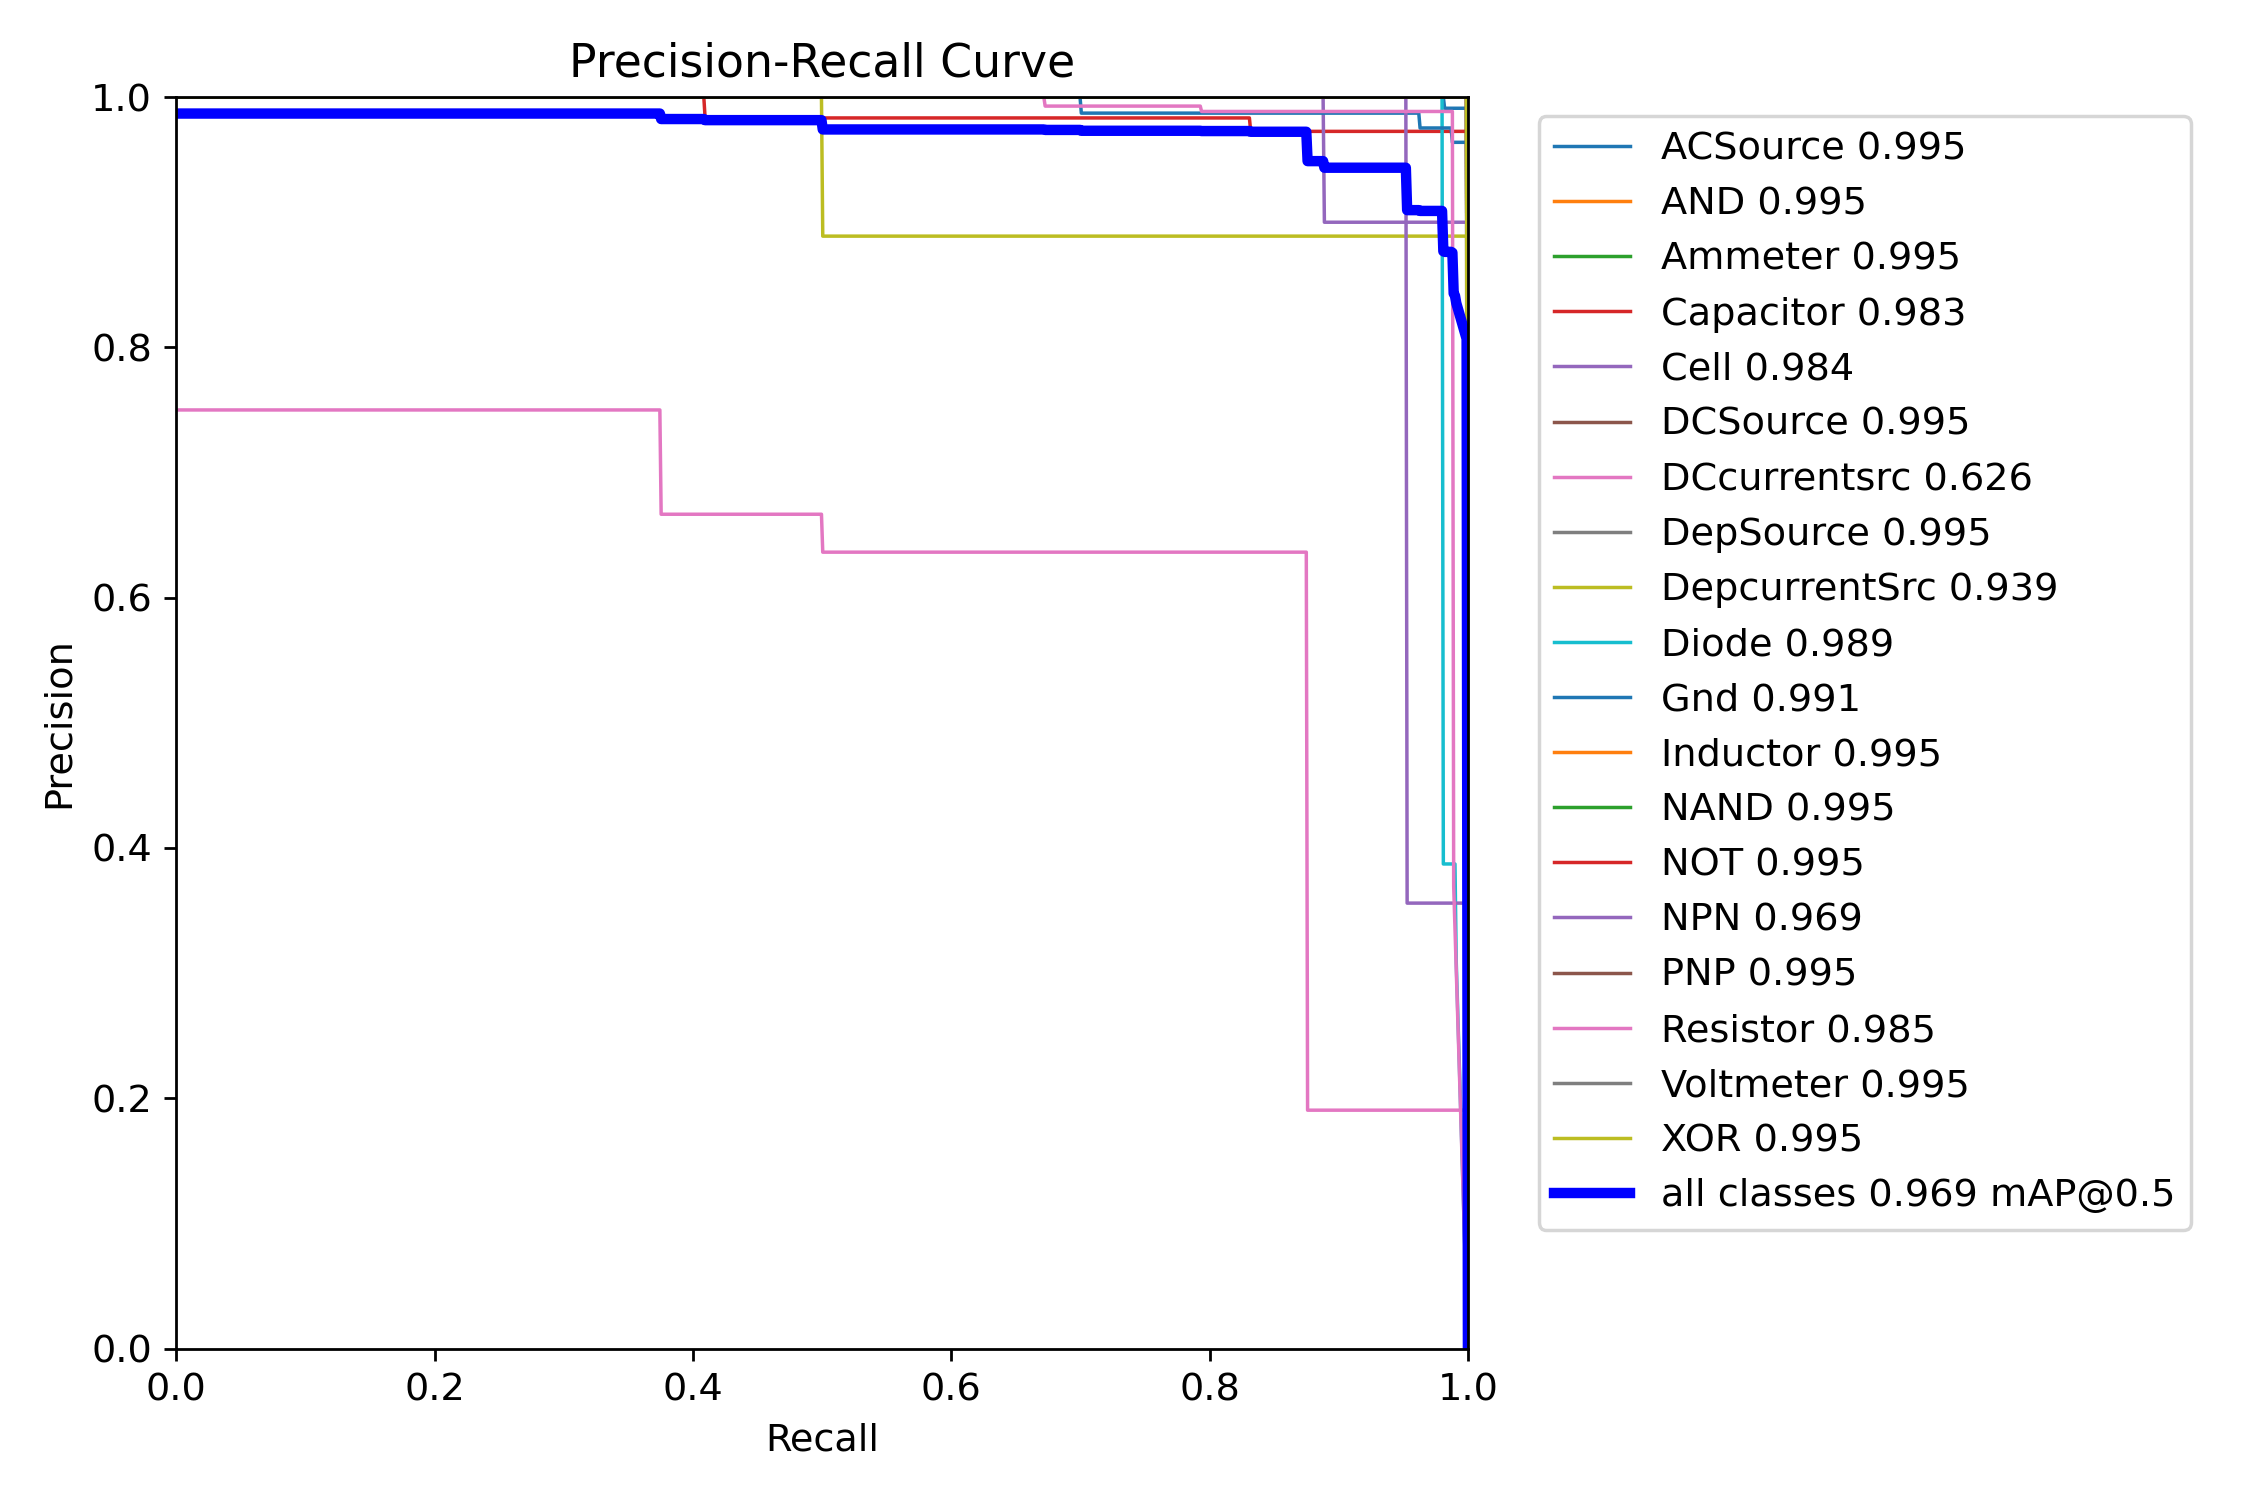 Precision-Recall Curve
1.0
0.8
0.6
0.4
0.2
0.0
Precision
0.0 0.2 0.4 0.6 0.8 1.0
Recall
ACSource 0.995
AND 0.995
Ammeter 0.995
Capacitor 0.983
Cell 0.984
DCSource 0.995
DCcurrentsrc 0.626
DepSource 0.995
DepcurrentSrc 0.939
Diode 0.989
Gnd 0.991
Inductor 0.995
NAND 0.995
NOT 0.995
NPN 0.969
PNP 0.995
Resistor 0.985
Voltmeter 0.995
XOR 0.995
all classes 0.969 mAP@0.5